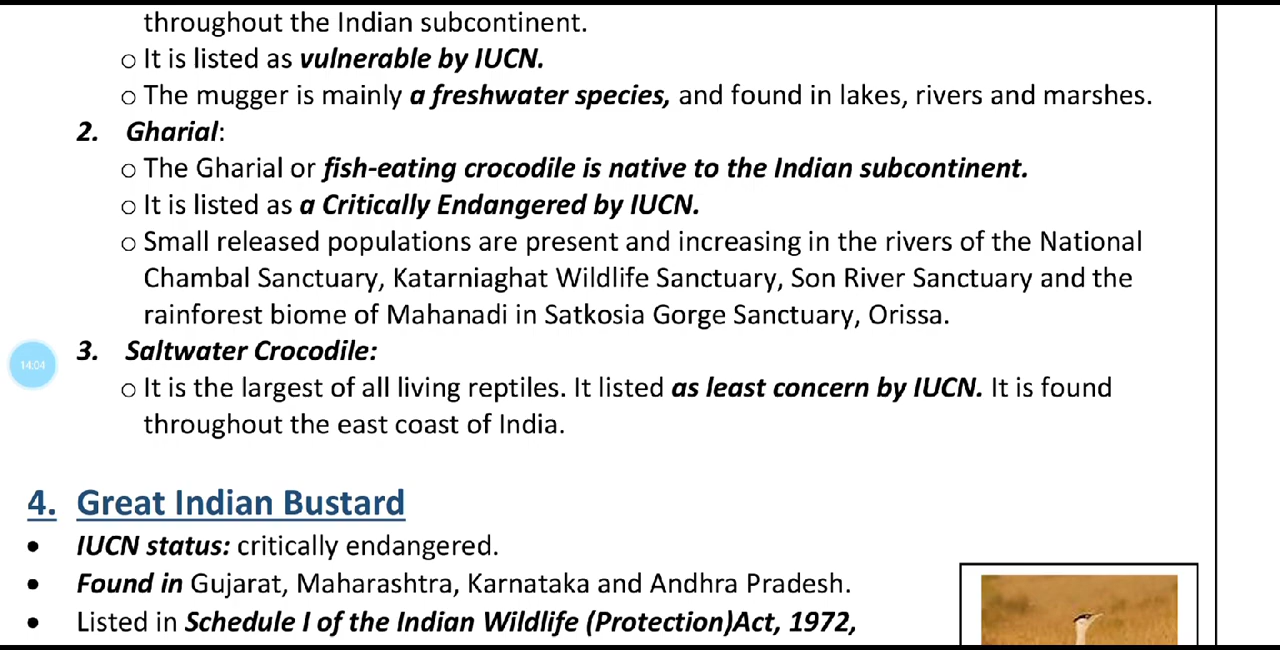 throughout the Indian subcontinent.
o It is listed as vulnerable by IUCN.
o The mugger is mainly a freshwater species, and found in lakes, rivers and marshes.
2. Gharial:
o The Gharial or fish-eating crocodile is native to the Indian subcontinent.
o It is listed as a Critically Endangered by IUCN.
o Small released populations are present and increasing in the rivers of the National
Chambal Sanctuary, Katarniaghat Wildlife Sanctuary, Son River Sanctuary and the
rainforest biome of Mahanadi in Satkosia Gorge Sanctuary, Orissa.
14:04
3. Saltwater Crocodile:
o It is the largest of all living reptiles. It listed as least concern by IUCN. It is found
throughout the east coast of India.
4. Great Indian Bustard
• IUCN status: critically endangered.
• Found in Gujarat, Maharashtra, Karnataka and Andhra Pradesh.
• Listed in Schedule I of the Indian Wildlife (Protection)Act, 1972,